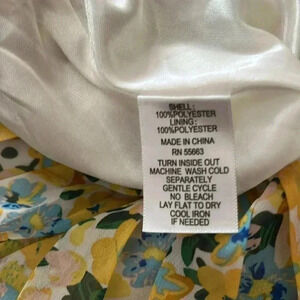 SHELL:
100%POLYESTER
LINING:
100%POLYESTER
MADE IN CHINA
RN 55663
TURN INSIDE OUT
MACHINE WASH COLD
SEPARATELY
GENTLE CYCLE
NO BLEACH
LAY FLAT TO DRY
COOL IRON
IF NEEDED